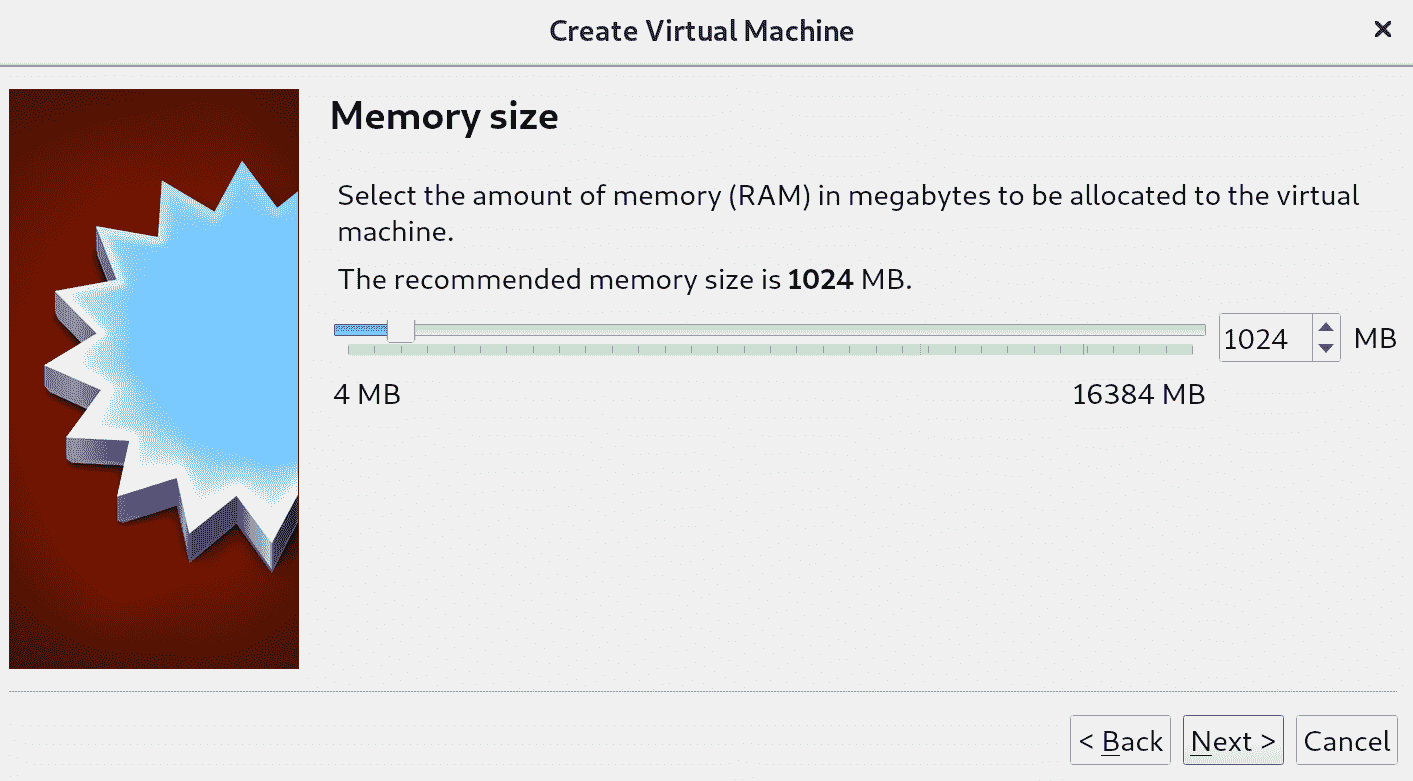 Create Virtual Machine
Memory size
Select the amount of memory (RAM) in megabytes to be allocated to the virtual
machine.
The recommended memory size is 1024 MB.
1024 MB
4 MB 16384 MB
< Back Next > Cancel